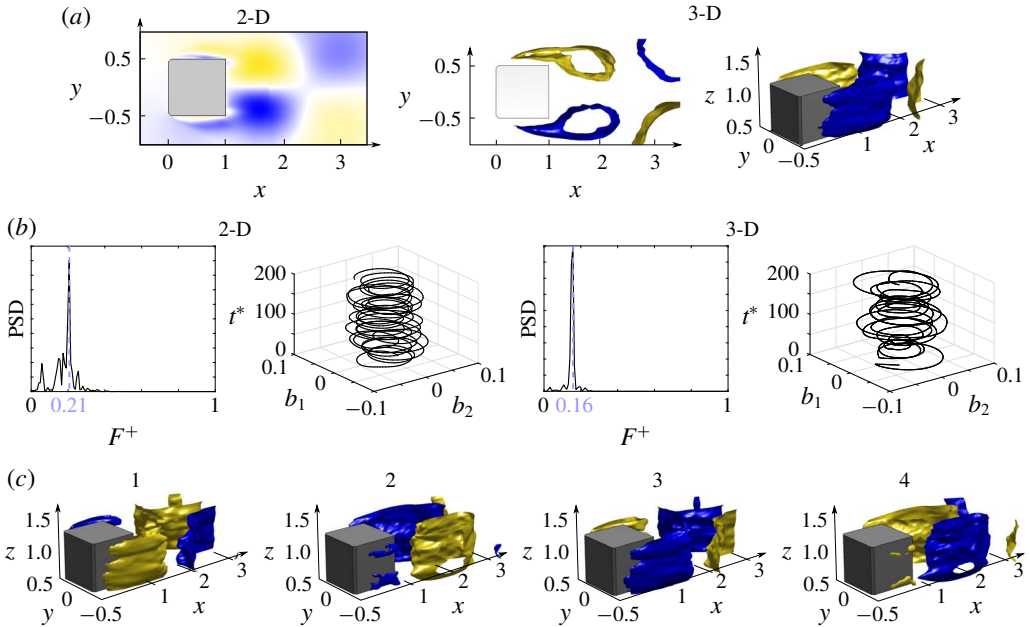 (a)
2-D
3-D
y
0.5
−0.5
0 1 2 3
x
y
0.5
−0.5
0 1 2 3
x
z
1.5
1.0
0.5
0
−0.5
y
1 2 3
x
(b)
2-D
3-D
PSD
0 0.21 1
F+
t*
200
100
0
0.1 0 −0.1
b1
0 0.1
b2
PSD
0 0.16 1
F+
t*
200
100
0
0.1 0 −0.1
b1
0 0.1
b2
(c)
1
2
3
4
z
1.5
1.0
0.5
0
−0.5
y
1 2 3
x
z
1.5
1.0
0.5
0
−0.5
y
1 2 3
x
z
1.5
1.0
0.5
0
−0.5
y
1 2 3
x
z
1.5
1.0
0.5
0
−0.5
y
1 2 3
x